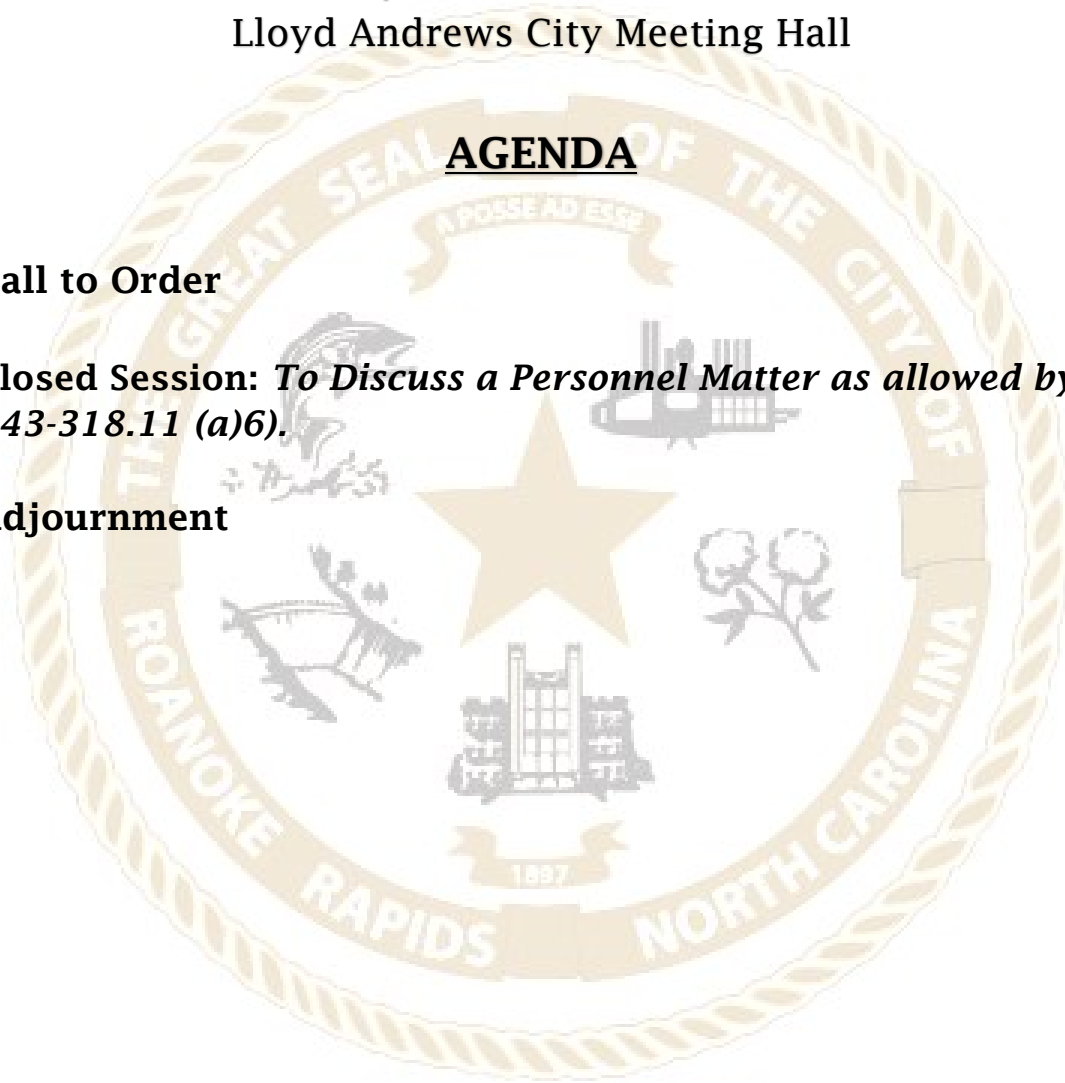 Lloyd Andrews City Meeting Hall
AGENDA
THE GREAT SEAL OF THE CITY OF
A POSSE AD ESSE
all to Order
losed Session: To Discuss a Personnel Matter as allowed by
43-318.11 (a)6).
djournment
1897
ROANOKE RAPIDS NORTH CAROLINA